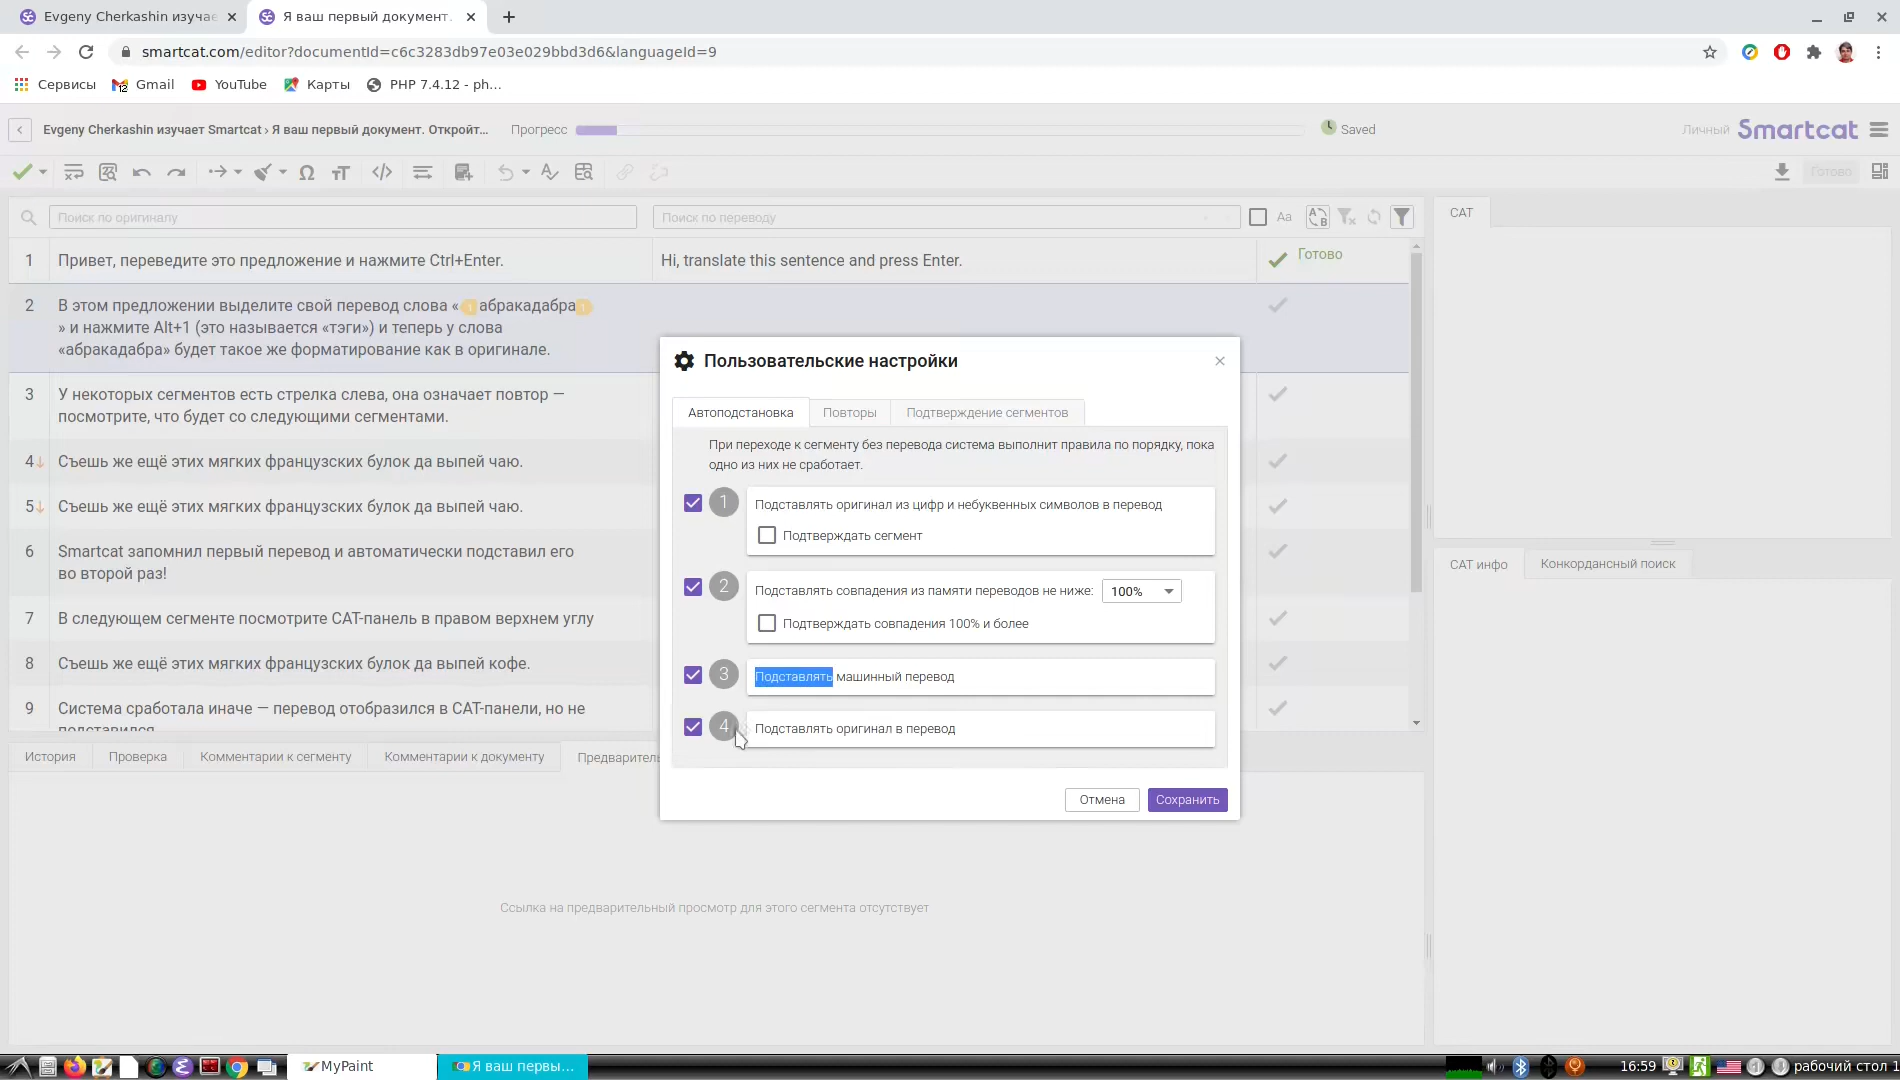 Evgeny Cherkashin изучае
Я ваш первый документ.
smartcat.com/editor?documentId=c6c3283db97e03e029bbd3d6&languageId=9
Сервисы
Gmail
YouTube
Карты
PHP 7.4.12 - ph...
Evgeny Cherkashin изучает Smartcat › Я ваш первый документ. Откройт...
Прогресс
Saved
Личный
Smartcat
Готово
Поиск по оригиналу
Поиск по переводу
Aa
CAT
1
Привет, переведите это предложение и нажмите Ctrl+Enter.
Hi, translate this sentence and press Enter.
Готово
2
В этом предложении выделите свой перевод слова «1абракадабра1
» и нажмите Alt+1 (это называется «тэги») и теперь у слова
«абракадабра» будет такое же форматирование как в оригинале.
3
У некоторых сегментов есть стрелка слева, она означает повтор —
посмотрите, что будет со следующими сегментами.
4↓
Съешь же ещё этих мягких французских булок да выпей чаю.
5↓
Съешь же ещё этих мягких французских булок да выпей чаю.
6
Smartcat запомнил первый перевод и автоматически подставил его
во второй раз!
7
В следующем сегменте посмотрите CAT-панель в правом верхнем углу
8
Съешь же ещё этих мягких французских булок да выпей кофе.
9
Система сработала иначе — перевод отобразился в CAT-панели, но не
подставился
Пользовательские настройки
Автоподстановка
Повторы
Подтверждение сегментов
При переходе к сегменту без перевода система выполнит правила по порядку, пока
одно из них не сработает.
1
Подставлять оригинал из цифр и небуквенных символов в перевод
Подтверждать сегмент
2
Подставлять совпадения из памяти переводов не ниже:
100%
Подтверждать совпадения 100% и более
3
Подставлять машинный перевод
4
Подставлять оригинал в перевод
Отмена
Сохранить
CAT инфо
Конкордансный поиск
История
Проверка
Комментарии к сегменту
Комментарии к документу
Предваритель
Ссылка на предварительный просмотр для этого сегмента отсутствует
MyPaint
Я ваш первы...
16:59
рабочий стол 1